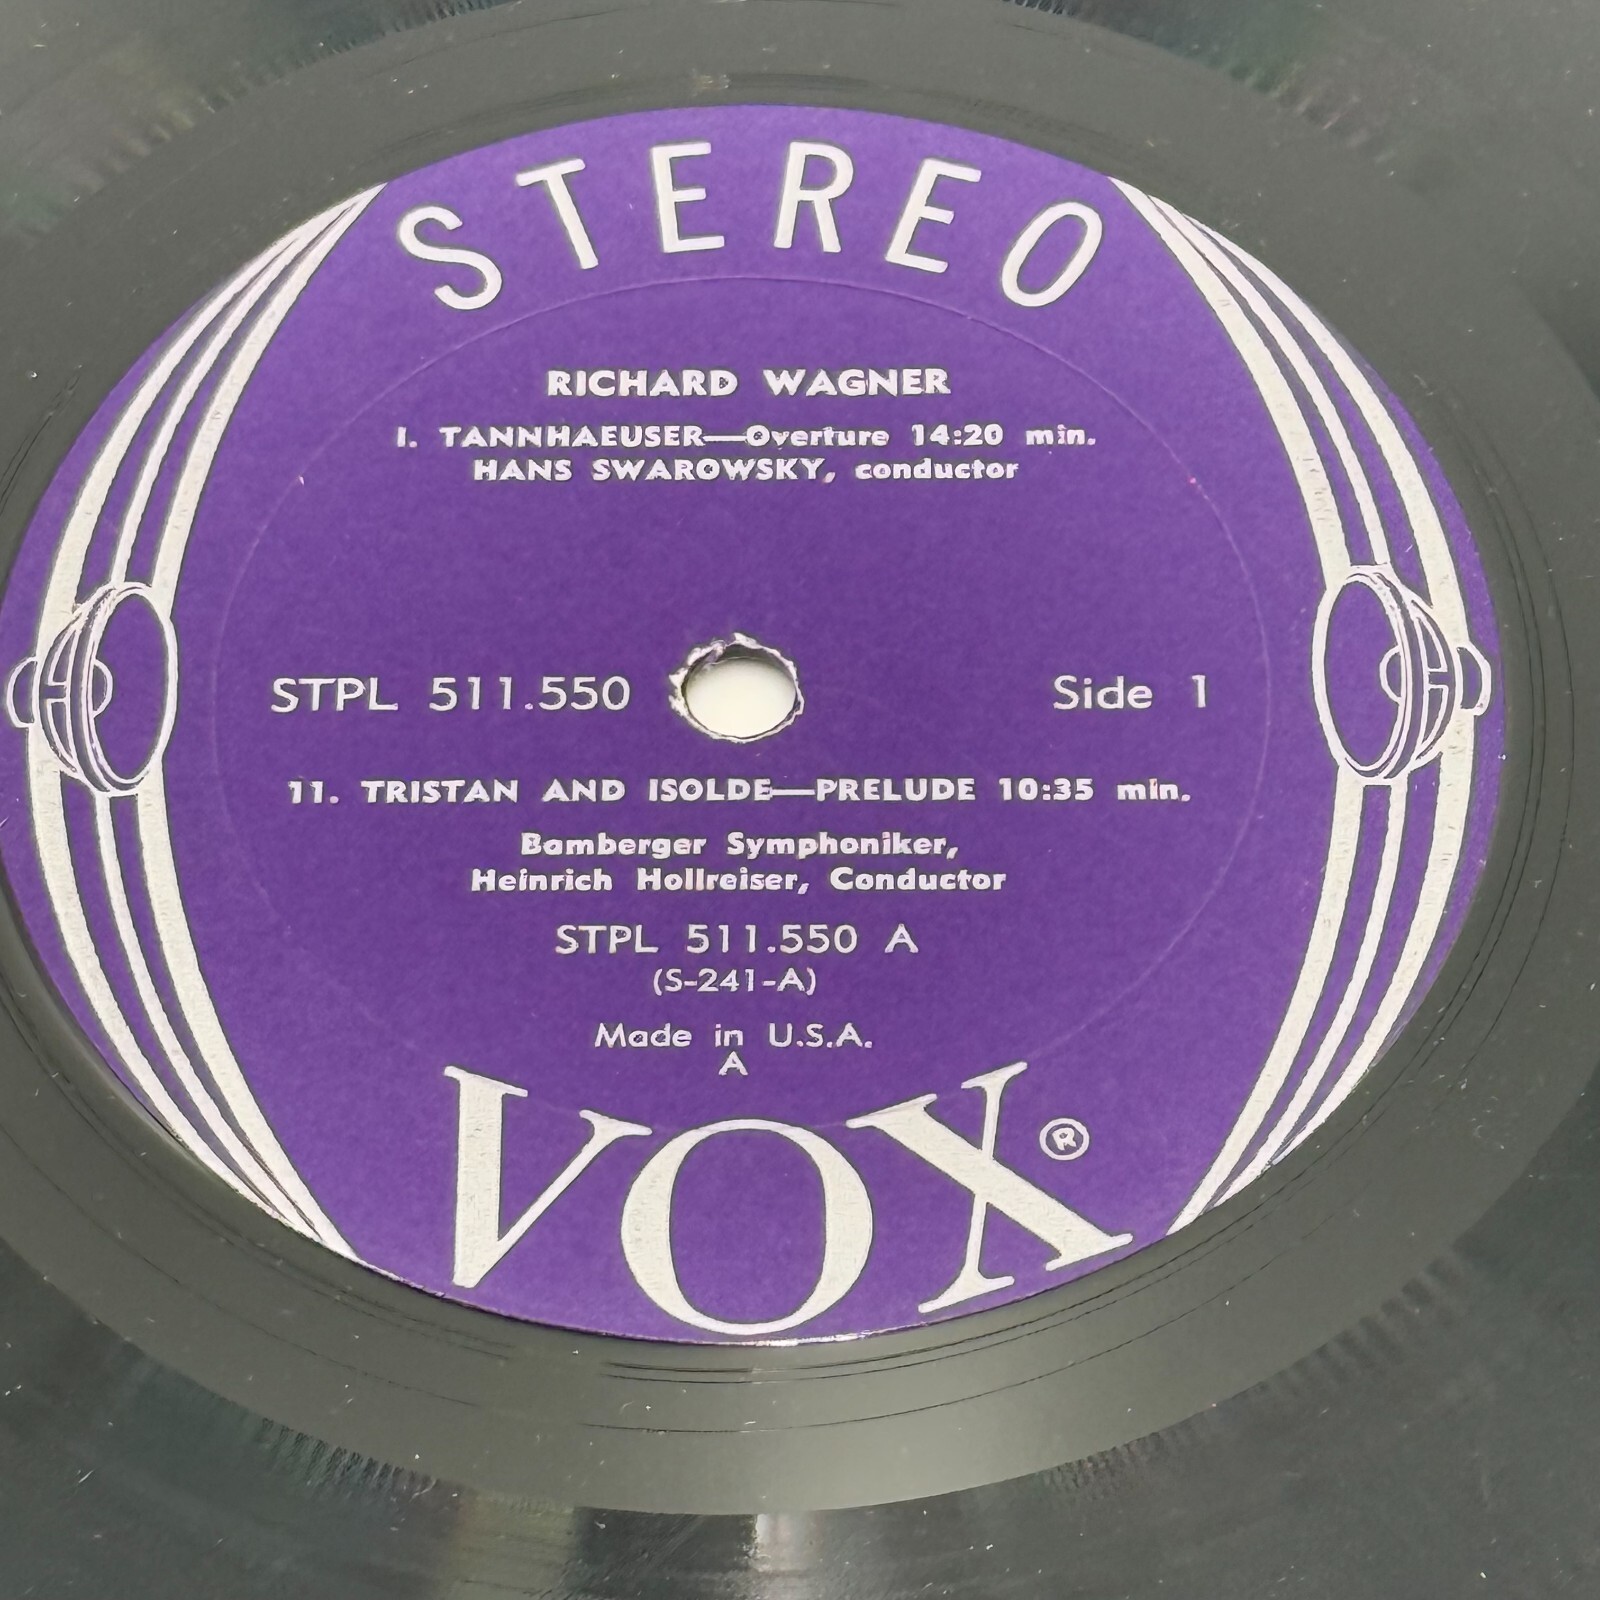 STEREO
RICHARD WAGNER
1. TANNHAEUSER—Overture 14:20 min.
HANS SWAROWSKY, conductor
STPL 511.550 Side 1
11. TRISTAN AND ISOLDE—PRELUDE 10:35 min.
Bamberger Symphoniker,
Heinrich Hollreiser, Conductor
STPL 511.550 A
(S-241-A)
Made in U.S.A.
A
VOX®